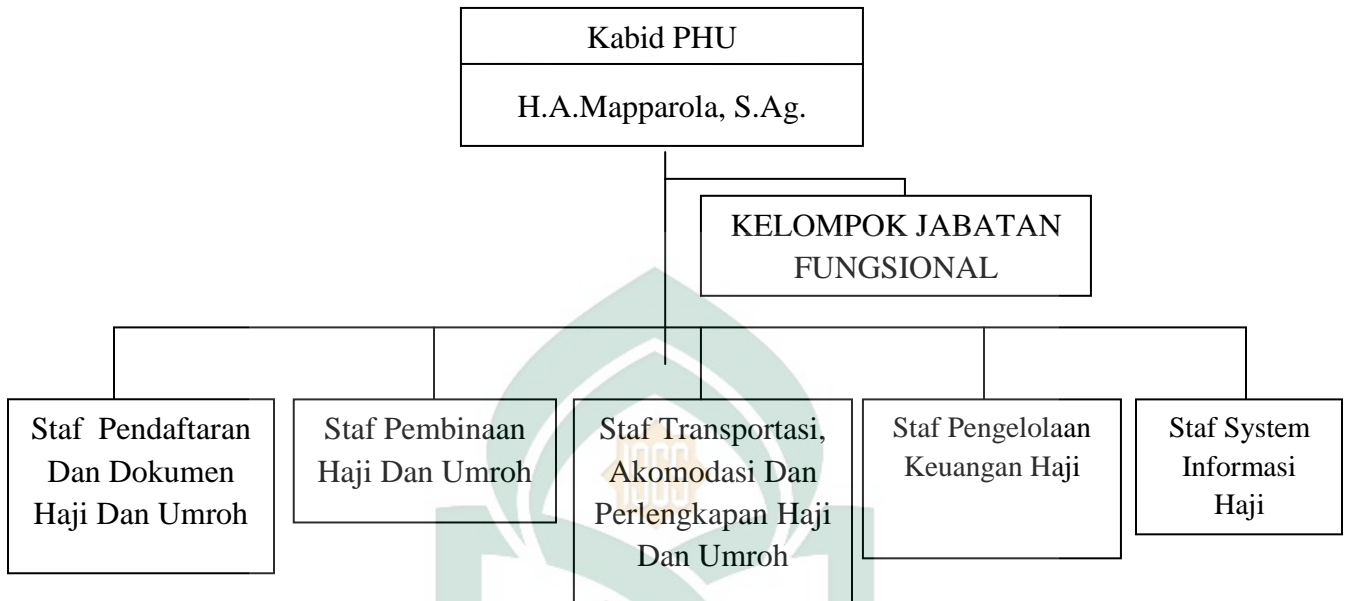 Kabid PHU
H.A.Mapparola, S.Ag.
KELOMPOK JABATAN
FUNGSIONAL
Staf Pendaftaran
Dan Dokumen
Haji Dan Umroh
Staf Pembinaan
Haji Dan Umroh
Staf Transportasi,
Akomodasi Dan
Perlengkapan Haji
Dan Umroh
Staf Pengelolaan
Keuangan Haji
Staf System
Informasi
Haji